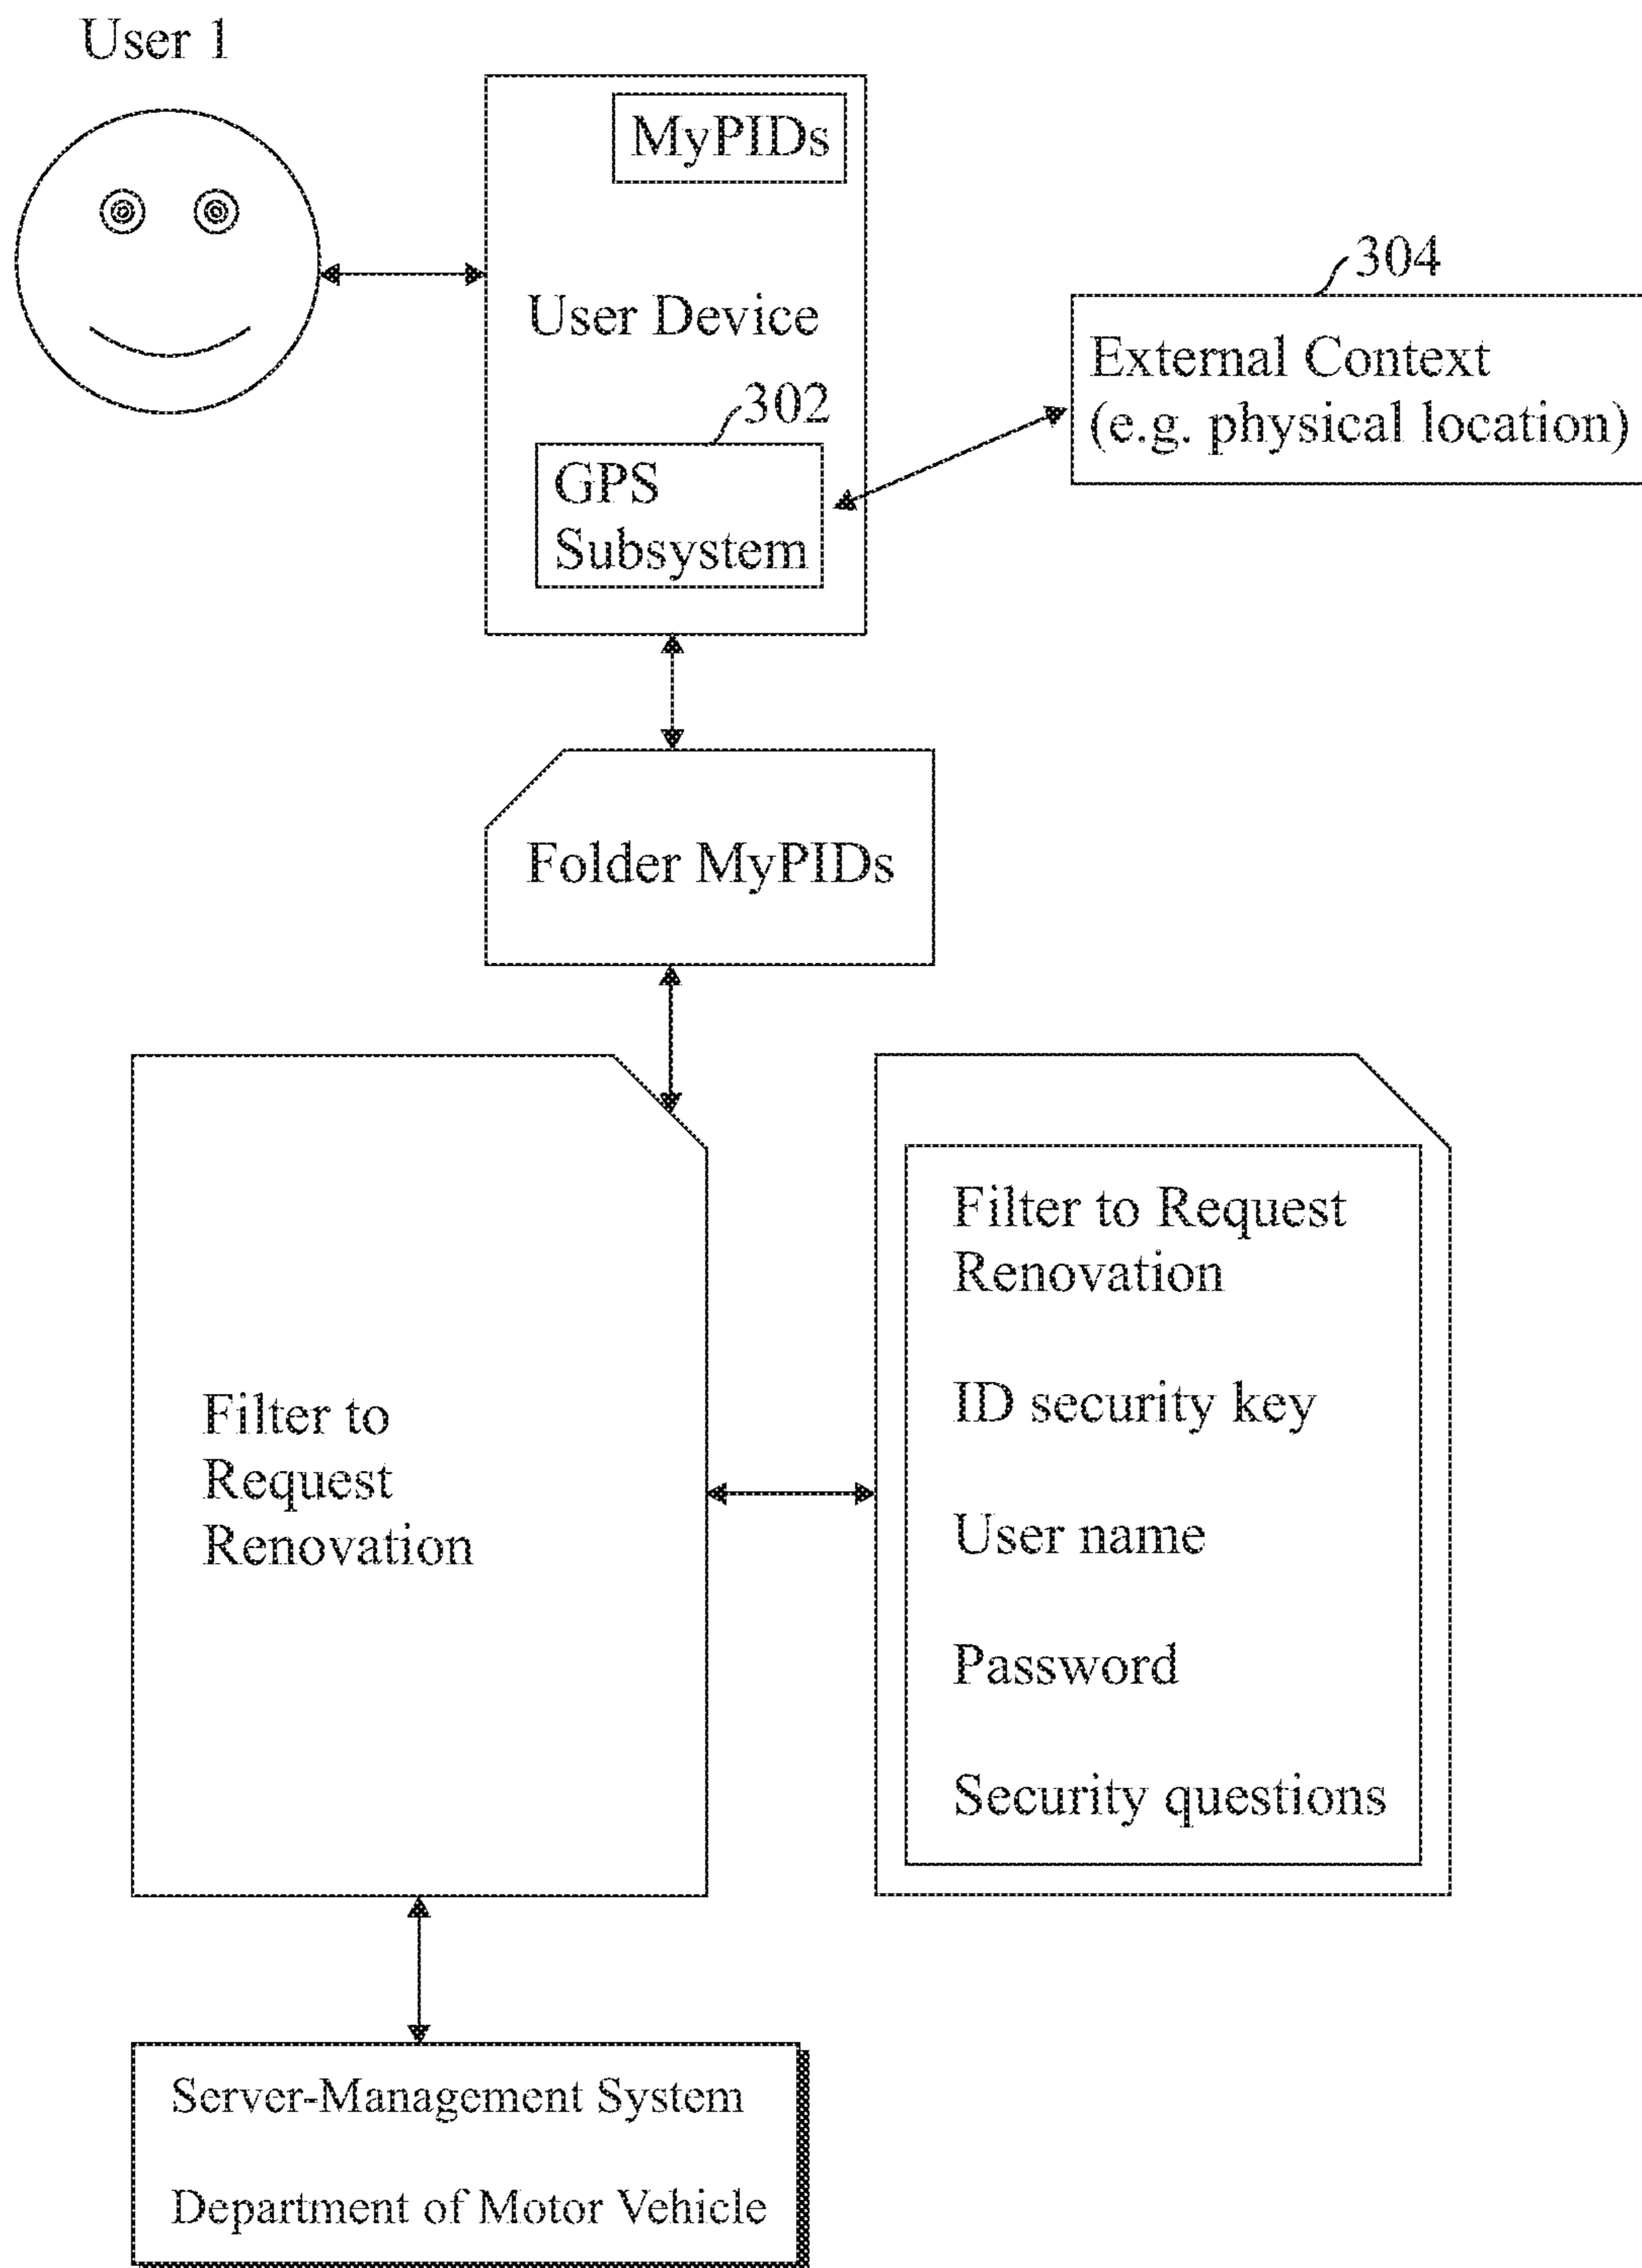 User 1
MyPIDs
User Device
304
External Context
(e.g. physical location)
302
GPS
Subsystem
Folder MyPIDs
Filter to
Request
Renovation
Filter to Request
Renovation
ID security key
User name
Password
Security questions
Server-Management System
Department of Motor Vehicle